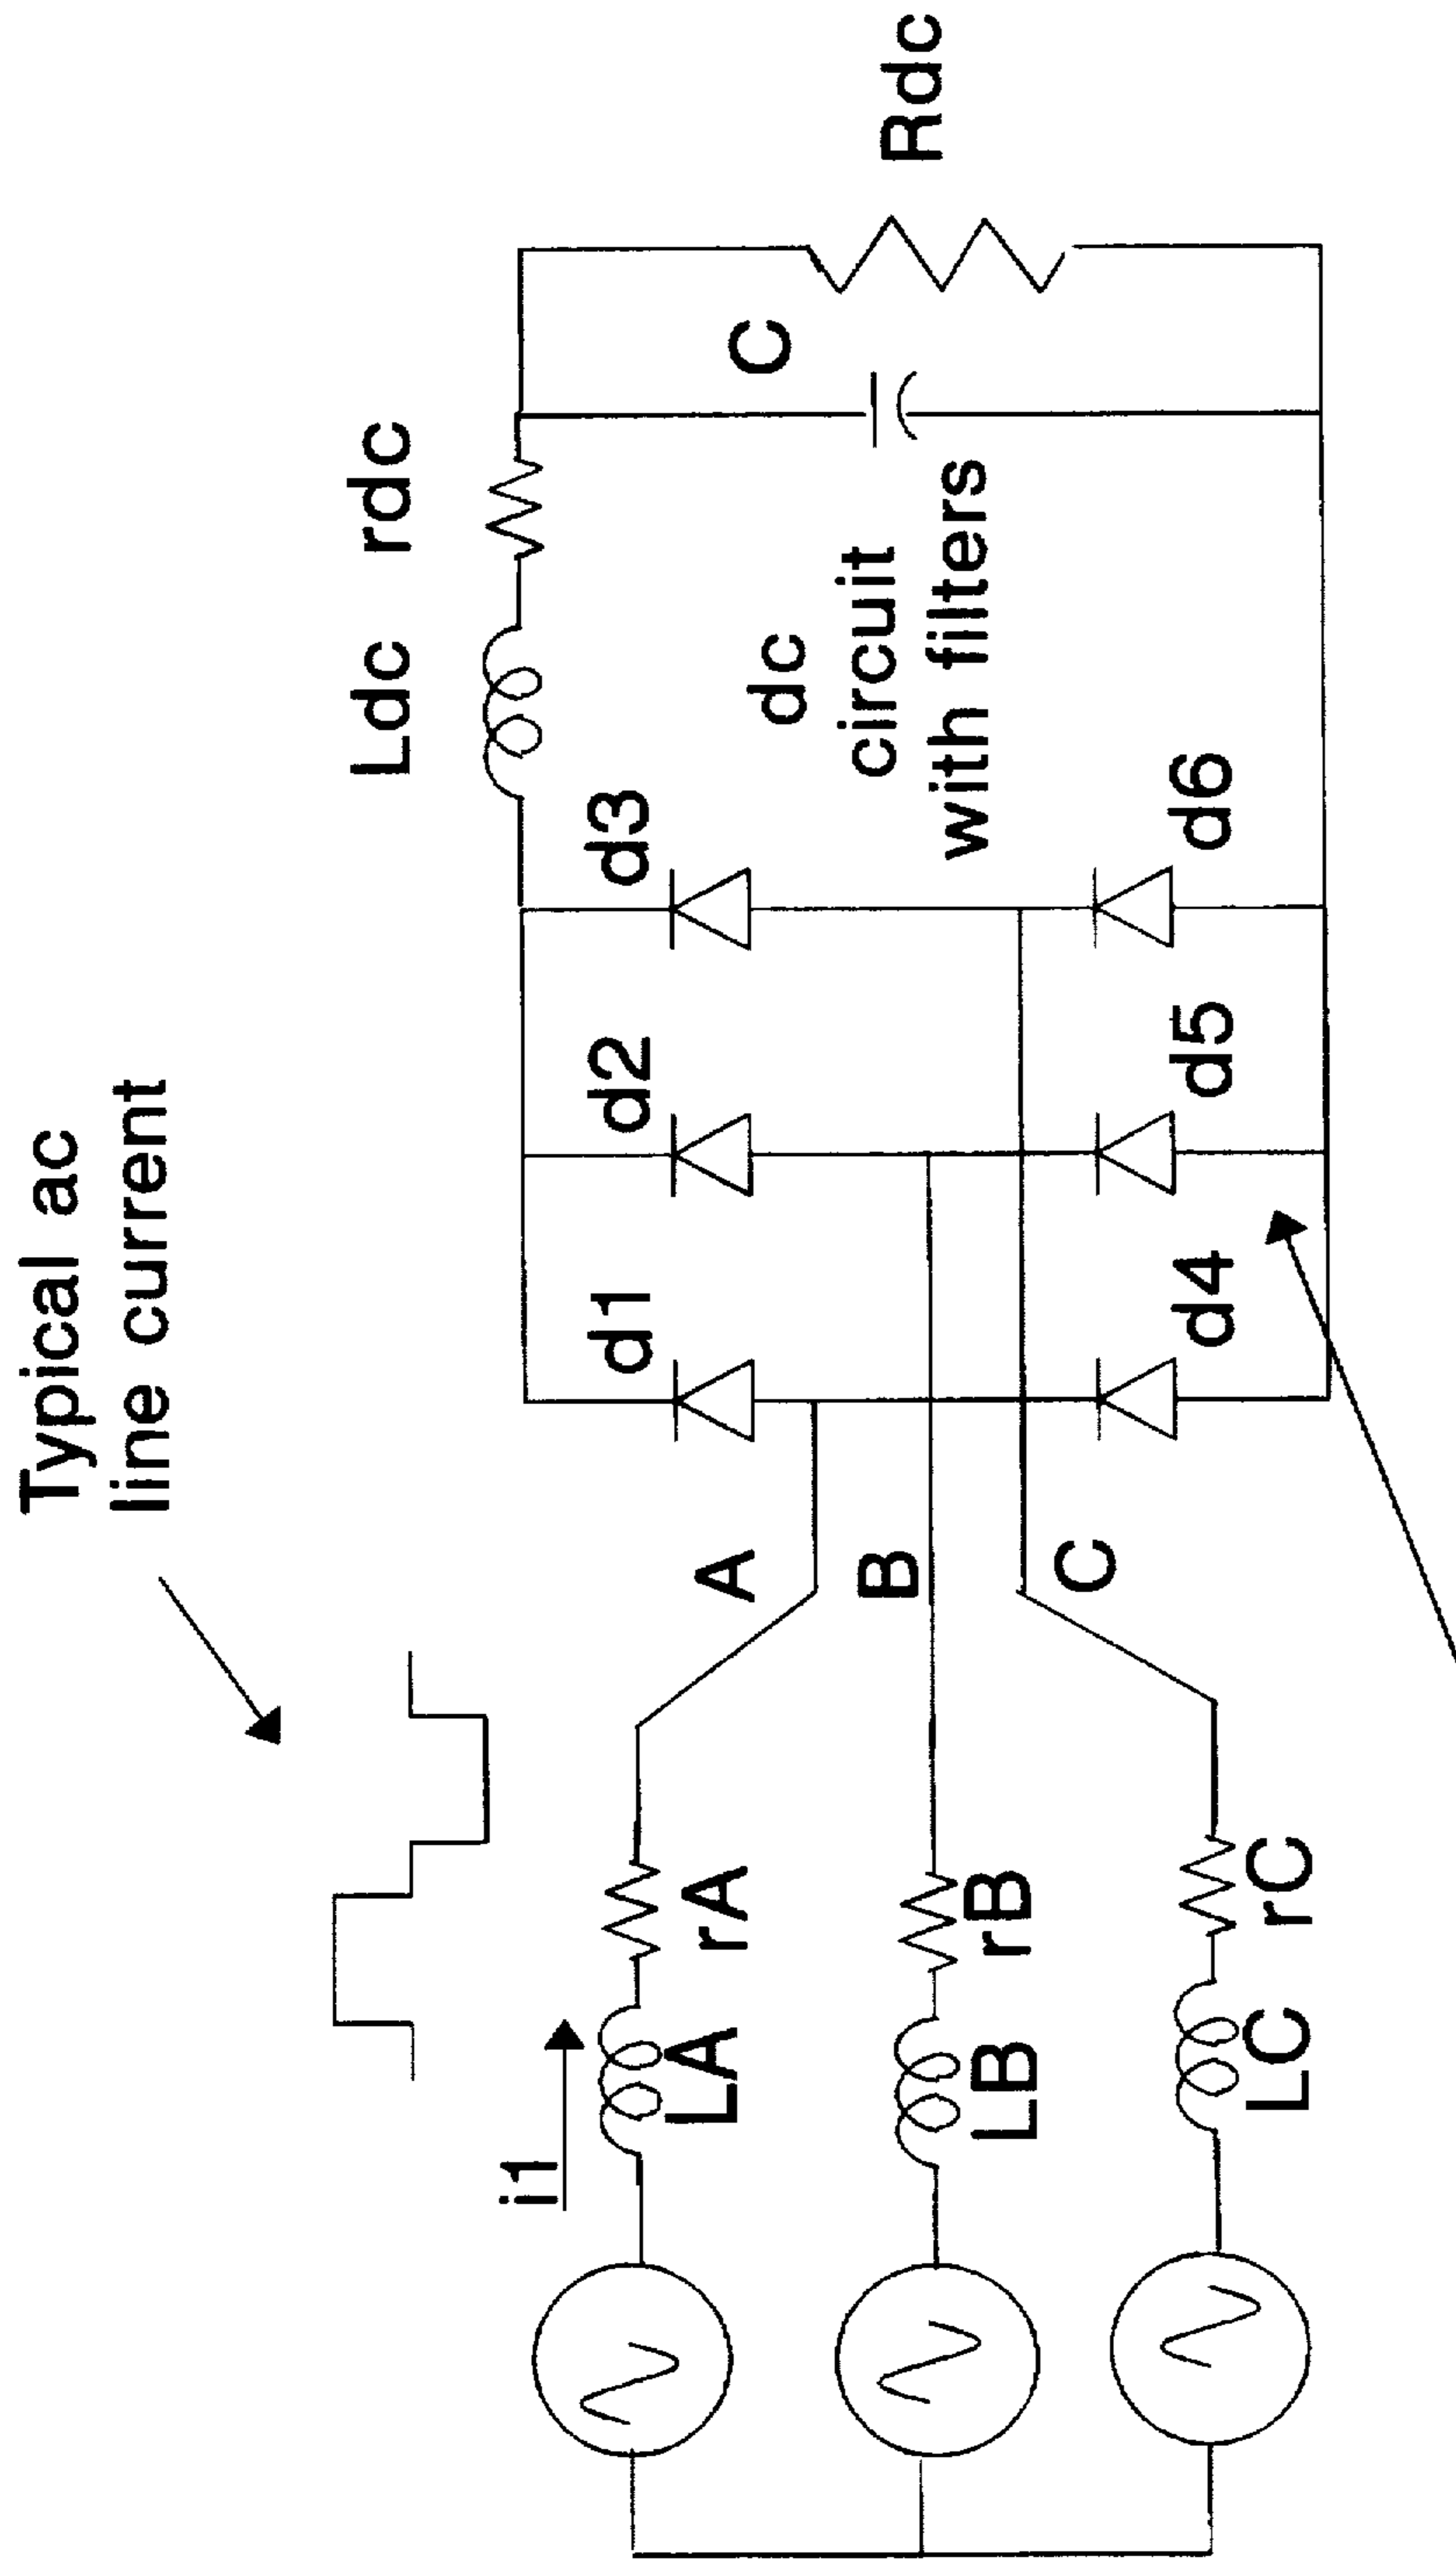 Typical ac
line current
i1
LA
rA
A
LB
rB
B
LC
rC
C
d1
d2
d3
d4
d5
d6
Ldc
rdc
dc
circuit
with filters
C
Rdc